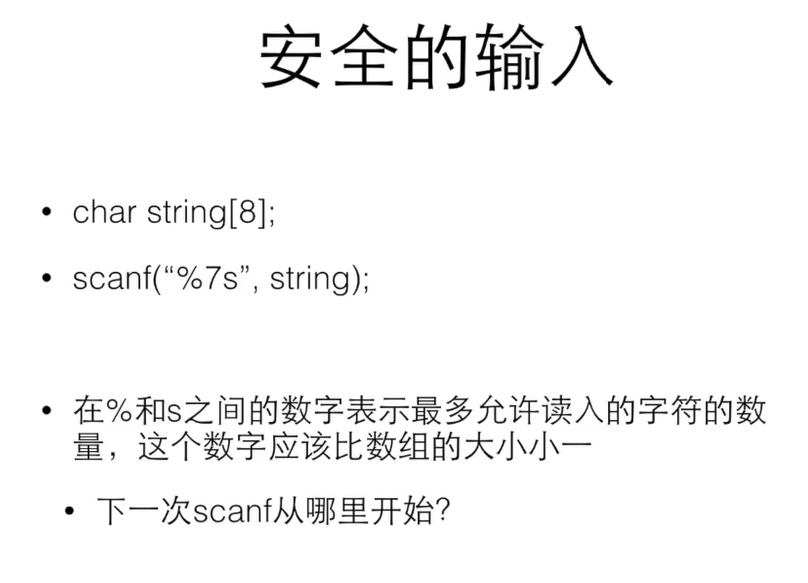 安全的输入
• char string[8];
• scanf(“%7s”, string);
• 在%和s之间的数字表示最多允许读入的字符的数
量，这个数字应该比数组的大小小一
• 下一次scanf从哪里开始？